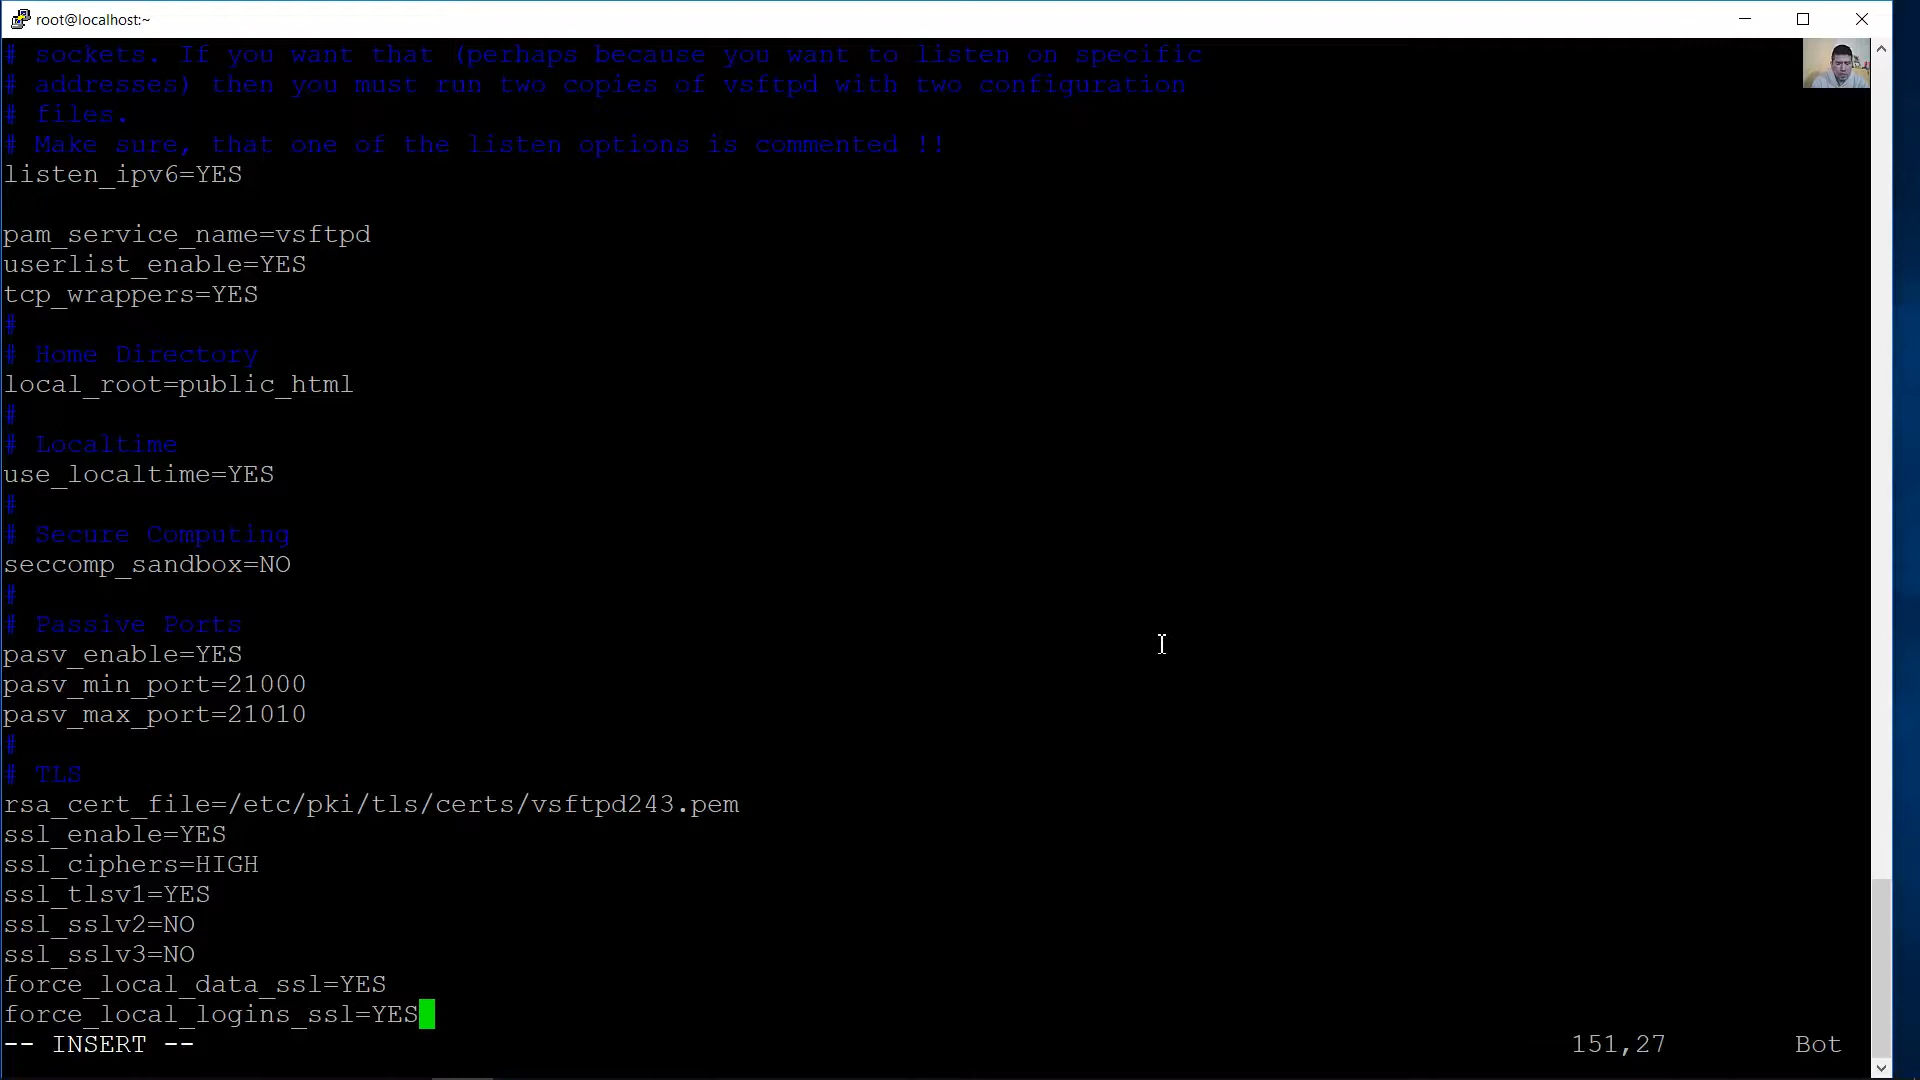 root@localhost:~
# sockets. If you want that (perhaps because you want to listen on specific
# addresses) then you must run two copies of vsftpd with two configuration
# files.
# Make sure, that one of the listen options is commented !!
listen_ipv6=YES
pam_service_name=vsftpd
userlist_enable=YES
tcp_wrappers=YES
#
# Home Directory
local_root=public_html
#
# Localtime
use_localtime=YES
#
# Secure Computing
seccomp_sandbox=NO
#
# Passive Ports
pasv_enable=YES
pasv_min_port=21000
pasv_max_port=21010
#
# TLS
rsa_cert_file=/etc/pki/tls/certs/vsftpd243.pem
ssl_enable=YES
ssl_ciphers=HIGH
ssl_tlsv1=YES
ssl_sslv2=NO
ssl_sslv3=NO
force_local_data_ssl=YES
force_local_logins_ssl=YES
-- INSERT -- 151,27 Bot